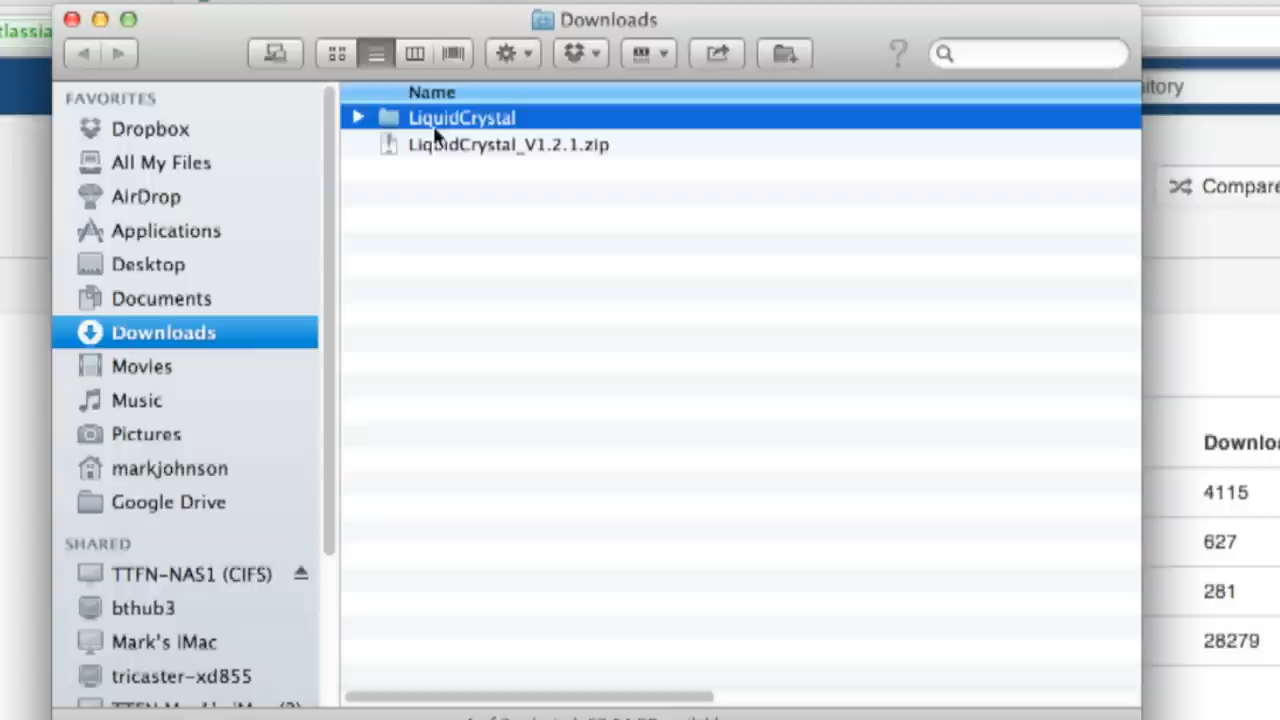 tlassia
Downloads
itory
FAVORITES
Name
Dropbox
LiquidCrystal
All My Files
LiquidCrystal_V1.2.1.zip
AirDrop
Compare
Applications
Desktop
Documents
Downloads
Movies
Music
Pictures
Downloa
markjohnson
4115
Google Drive
627
SHARED
TTFN-NAS1 (CIFS)
281
bthub3
Mark's iMac
28279
tricaster-xd855